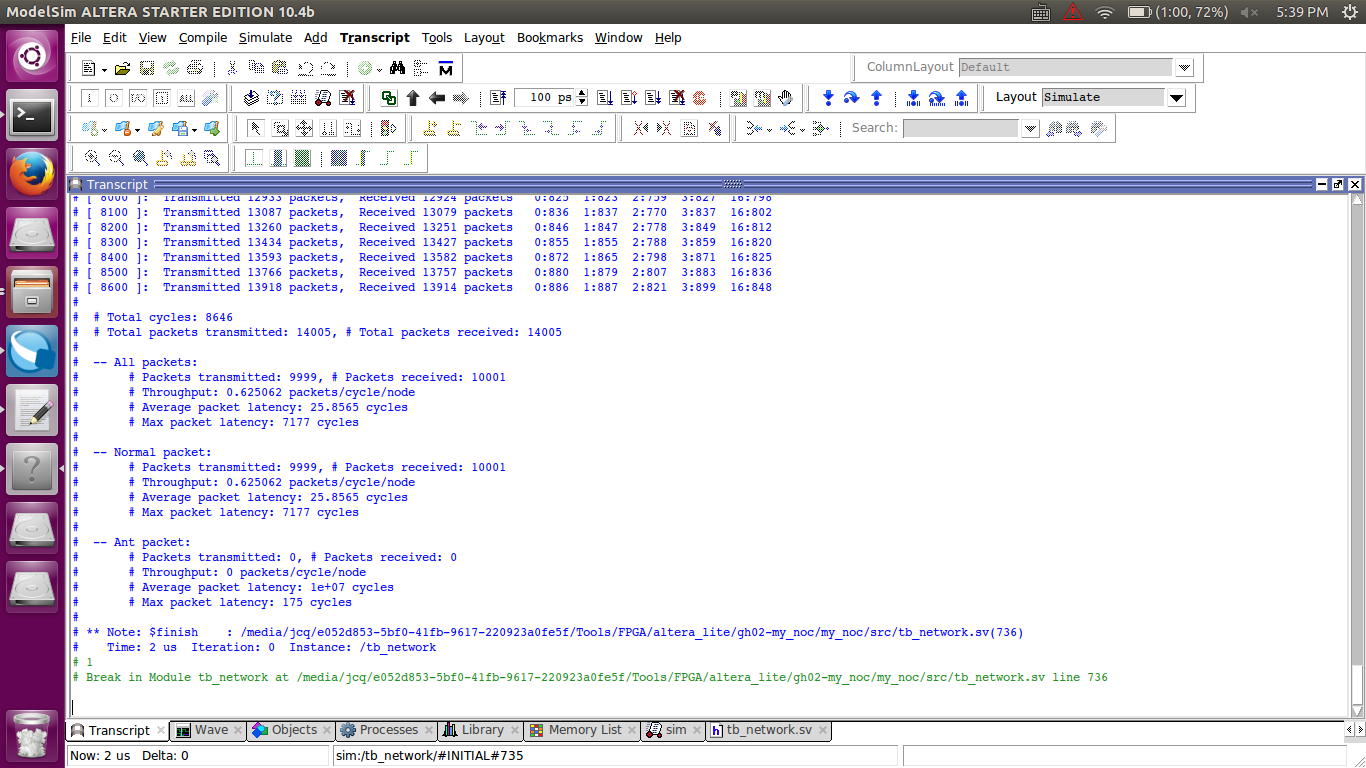 ModelSim ALTERA STARTER EDITION 10.4b
(1:00, 72%) 5:39 PM
File Edit View Compile Simulate Add Transcript Tools Layout Bookmarks Window Help
ColumnLayout Default
100 ps Layout Simulate
Search:
Transcript
# [ 8000 ]:  Transmitted 12933 packets,  Received 12924 packets   0:825  1:823  2:759  3:827  16:798
# [ 8100 ]:  Transmitted 13087 packets,  Received 13079 packets   0:836  1:837  2:770  3:837  16:802
# [ 8200 ]:  Transmitted 13260 packets,  Received 13251 packets   0:846  1:847  2:778  3:849  16:812
# [ 8300 ]:  Transmitted 13434 packets,  Received 13427 packets   0:855  1:855  2:788  3:859  16:820
# [ 8400 ]:  Transmitted 13593 packets,  Received 13582 packets   0:872  1:865  2:798  3:871  16:825
# [ 8500 ]:  Transmitted 13766 packets,  Received 13757 packets   0:880  1:879  2:807  3:883  16:836
# [ 8600 ]:  Transmitted 13918 packets,  Received 13914 packets   0:886  1:887  2:821  3:899  16:848
#
#  # Total cycles: 8646
#  # Total packets transmitted: 14005, # Total packets received: 14005
#
#  -- All packets:
#       # Packets transmitted: 9999, # Packets received: 10001
#       # Throughput: 0.625062 packets/cycle/node
#       # Average packet latency: 25.8565 cycles
#       # Max packet latency: 7177 cycles
#
#  -- Normal packet:
#       # Packets transmitted: 9999, # Packets received: 10001
#       # Throughput: 0.625062 packets/cycle/node
#       # Average packet latency: 25.8565 cycles
#       # Max packet latency: 7177 cycles
#
#  -- Ant packet:
#       # Packets transmitted: 0, # Packets received: 0
#       # Throughput: 0 packets/cycle/node
#       # Average packet latency: 1e+07 cycles
#       # Max packet latency: 175 cycles
#
# ** Note: $finish    : /media/jcq/e052d853-5bf0-41fb-9617-220923a0fe5f/Tools/FPGA/altera_lite/gh02-my_noc/my_noc/src/tb_network.sv(736)
#    Time: 2 us  Iteration: 0  Instance: /tb_network
# 1
# Break in Module tb_network at /media/jcq/e052d853-5bf0-41fb-9617-220923a0fe5f/Tools/FPGA/altera_lite/gh02-my_noc/my_noc/src/tb_network.sv line 736
Transcript Wave Objects Processes Library Memory List sim tb_network.sv
Now: 2 us Delta: 0 sim:/tb_network/#INITIAL#735